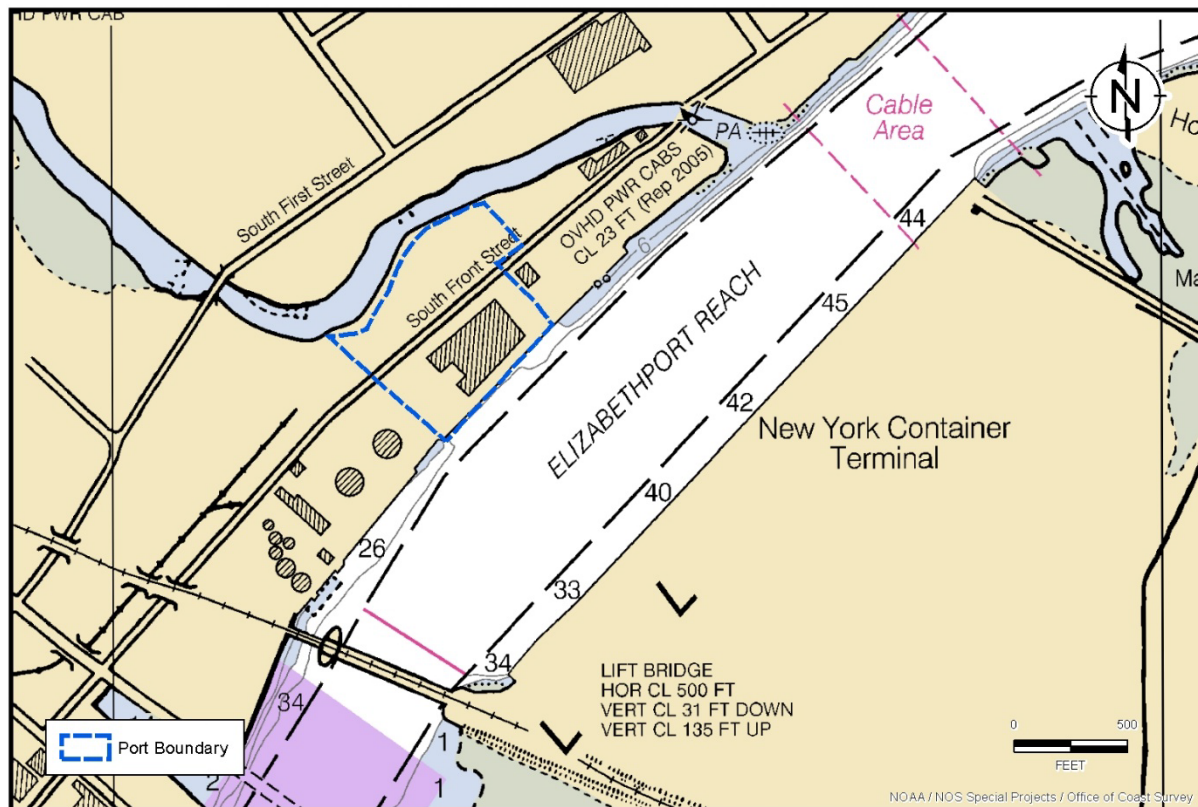 HD PWR CAB
South First Street
South Front Street
PA
OVHD PWR CABS
CL 23 FT (Rep 2005)
6
Cable
Area
N
Ho
Ma
44
45
42
40
33
34
26
34
ELIZABETHPORT REACH
New York Container
Terminal
LIFT BRIDGE
HOR CL 500 FT
VERT CL 31 FT DOWN
VERT CL 135 FT UP
1
1
2
Port Boundary
0 500
FEET
NOAA / NOS Special Projects / Office of Coast Survey